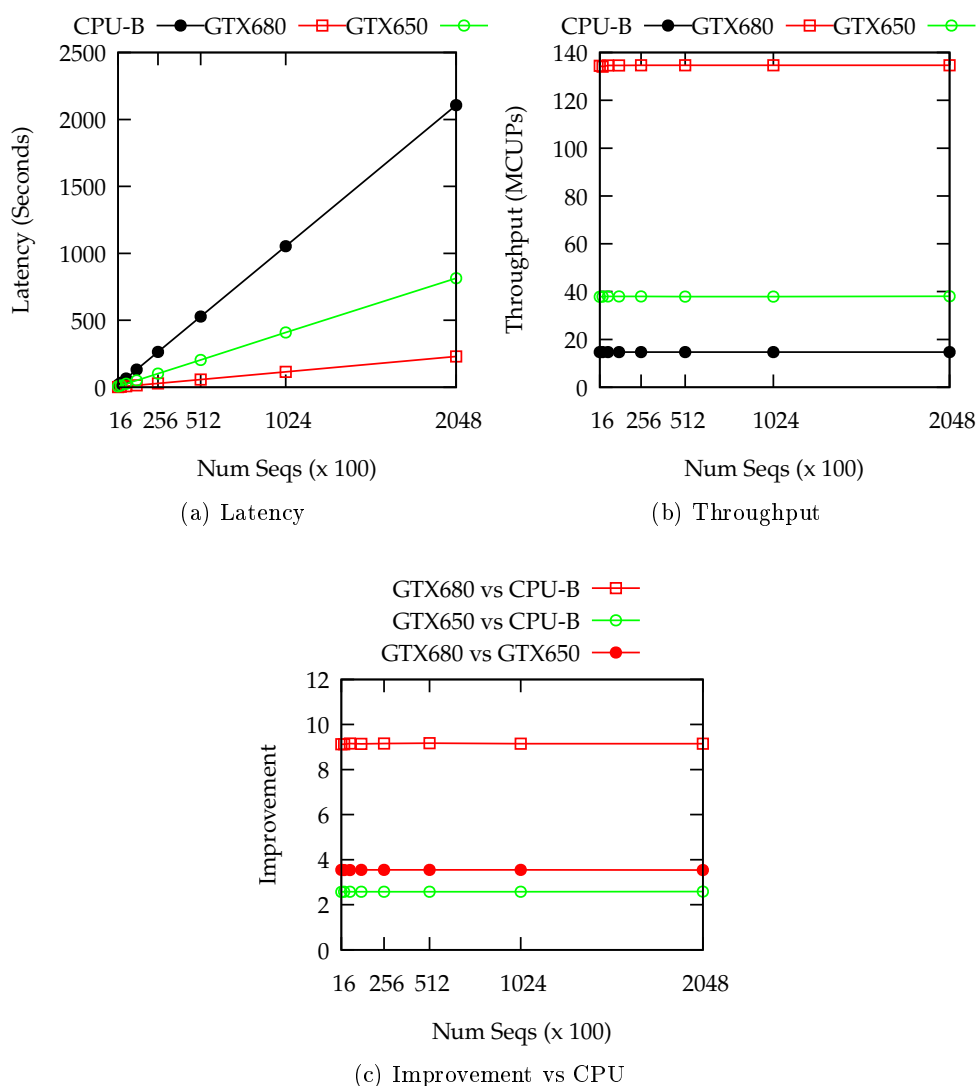 CPU-B GTX680 GTX650
2500
2000
1500
1000
500
0
Latency (Seconds)
16 256 512 1024 2048
Num Seqs (x 100)
(a) Latency
CPU-B GTX680 GTX650
140
120
100
80
60
40
20
0
Throughput (MCUPs)
16 256 512 1024 2048
Num Seqs (x 100)
(b) Throughput
GTX680 vs CPU-B
GTX650 vs CPU-B
GTX680 vs GTX650
12
10
8
6
4
2
0
Improvement
16 256 512 1024 2048
Num Seqs (x 100)
(c) Improvement vs CPU